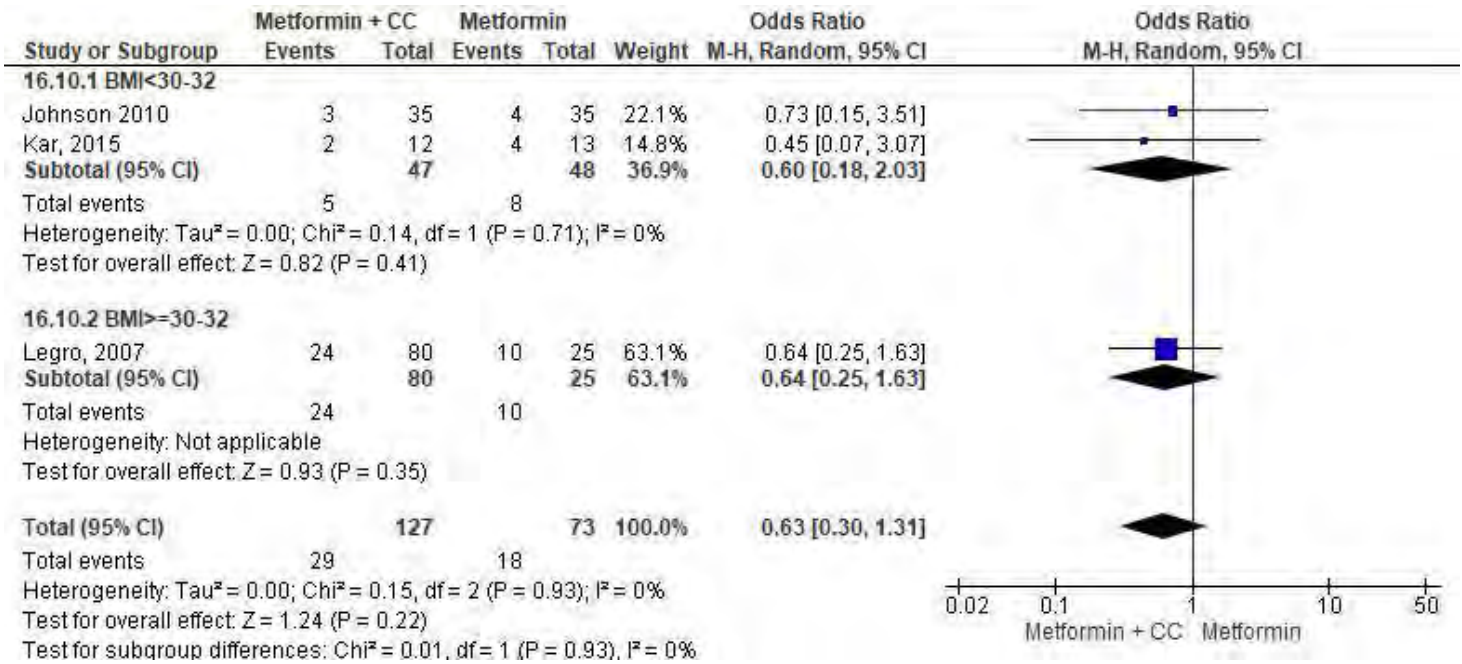 Metformin + CC Metformin Odds Ratio Odds Ratio
Study or Subgroup Events Total Events Total Weight M-H, Random, 95% CI M-H, Random, 95% CI
16.10.1 BMI<30-32
Johnson 2010 3 35 4 35 22.1% 0.73 [0.15, 3.51]
Kar, 2015 2 12 4 13 14.8% 0.45 [0.07, 3.07]
Subtotal (95% CI) 47 48 36.9% 0.60 [0.18, 2.03]
Total events 5 8
Heterogeneity: Tau² = 0.00; Chi² = 0.14, df = 1 (P = 0.71); I² = 0%
Test for overall effect: Z = 0.82 (P = 0.41)
16.10.2 BMI>=30-32
Legro, 2007 24 80 10 25 63.1% 0.64 [0.25, 1.63]
Subtotal (95% CI) 80 25 63.1% 0.64 [0.25, 1.63]
Total events 24 10
Heterogeneity: Not applicable
Test for overall effect: Z = 0.93 (P = 0.35)
Total (95% CI) 127 73 100.0% 0.63 [0.30, 1.31]
Total events 29 18
Heterogeneity: Tau² = 0.00; Chi² = 0.15, df = 2 (P = 0.93); I² = 0%
Test for overall effect: Z = 1.24 (P = 0.22)
Test for subgroup differences: Chi² = 0.01, df = 1 (P = 0.93), I² = 0%
0.02 0.1 1 10 50
Metformin + CC Metformin